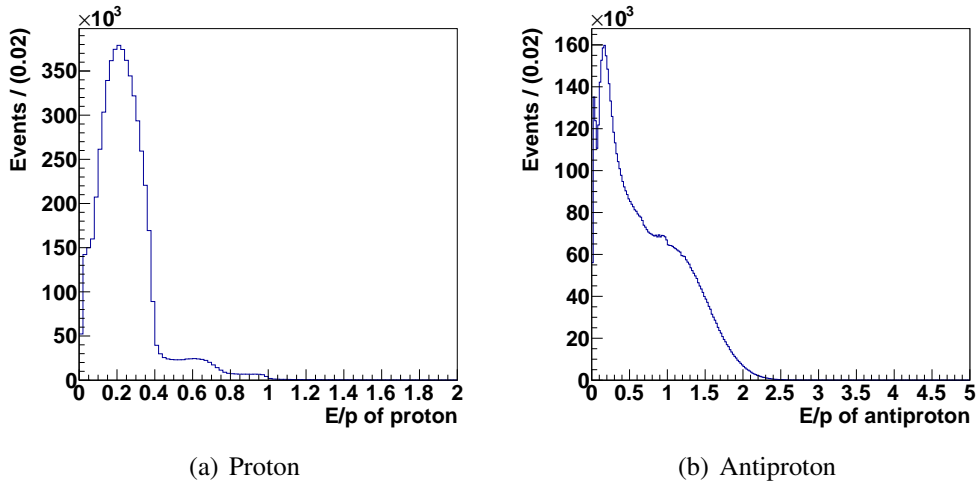 ×10³
Events / (0.02)
350
300
250
200
150
100
50
0
0 0.2 0.4 0.6 0.8 1 1.2 1.4 1.6 1.8 2
E/p of proton
(a) Proton
×10³
Events / (0.02)
160
140
120
100
80
60
40
20
0
0 0.5 1 1.5 2 2.5 3 3.5 4 4.5 5
E/p of antiproton
(b) Antiproton